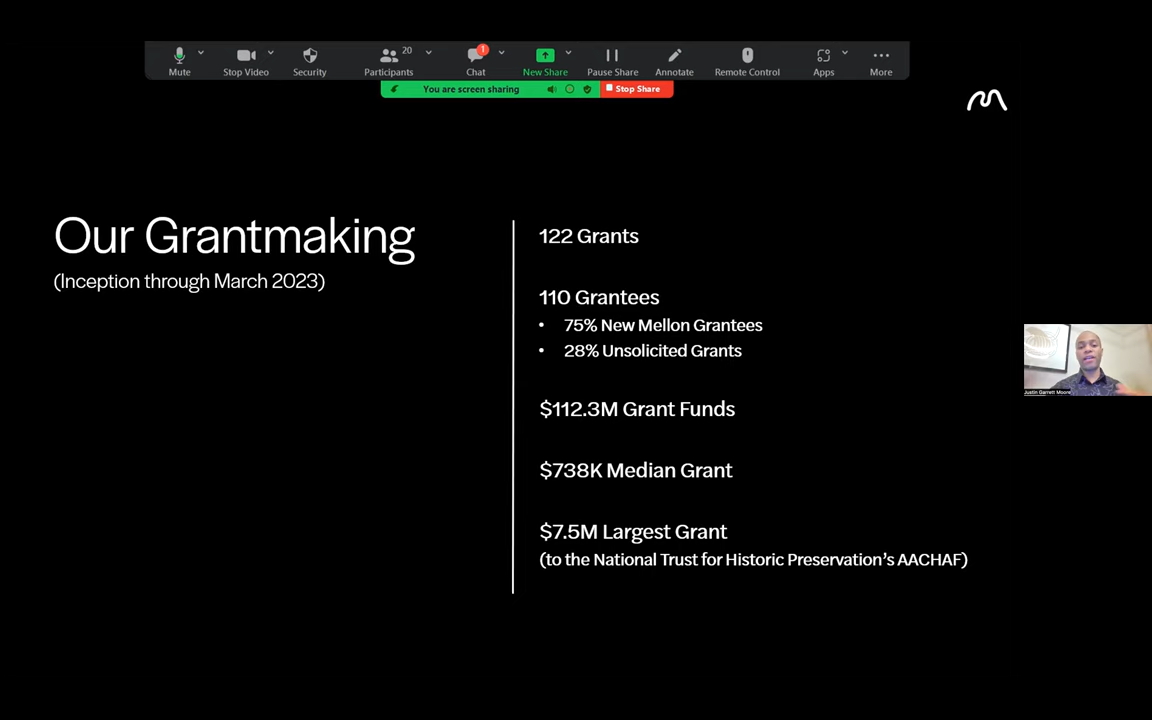 20
1
Mute
Stop Video
Security
Participants
Chat
New Share
Pause Share
Annotate
Remote Control
Apps
More
You are screen sharing
Stop Share
Our Grantmaking
(Inception through March 2023)
122 Grants
110 Grantees
• 75% New Mellon Grantees
• 28% Unsolicited Grants
$112.3M Grant Funds
$738K Median Grant
$7.5M Largest Grant
(to the National Trust for Historic Preservation's AACHAF)
Justin Garrett Moore